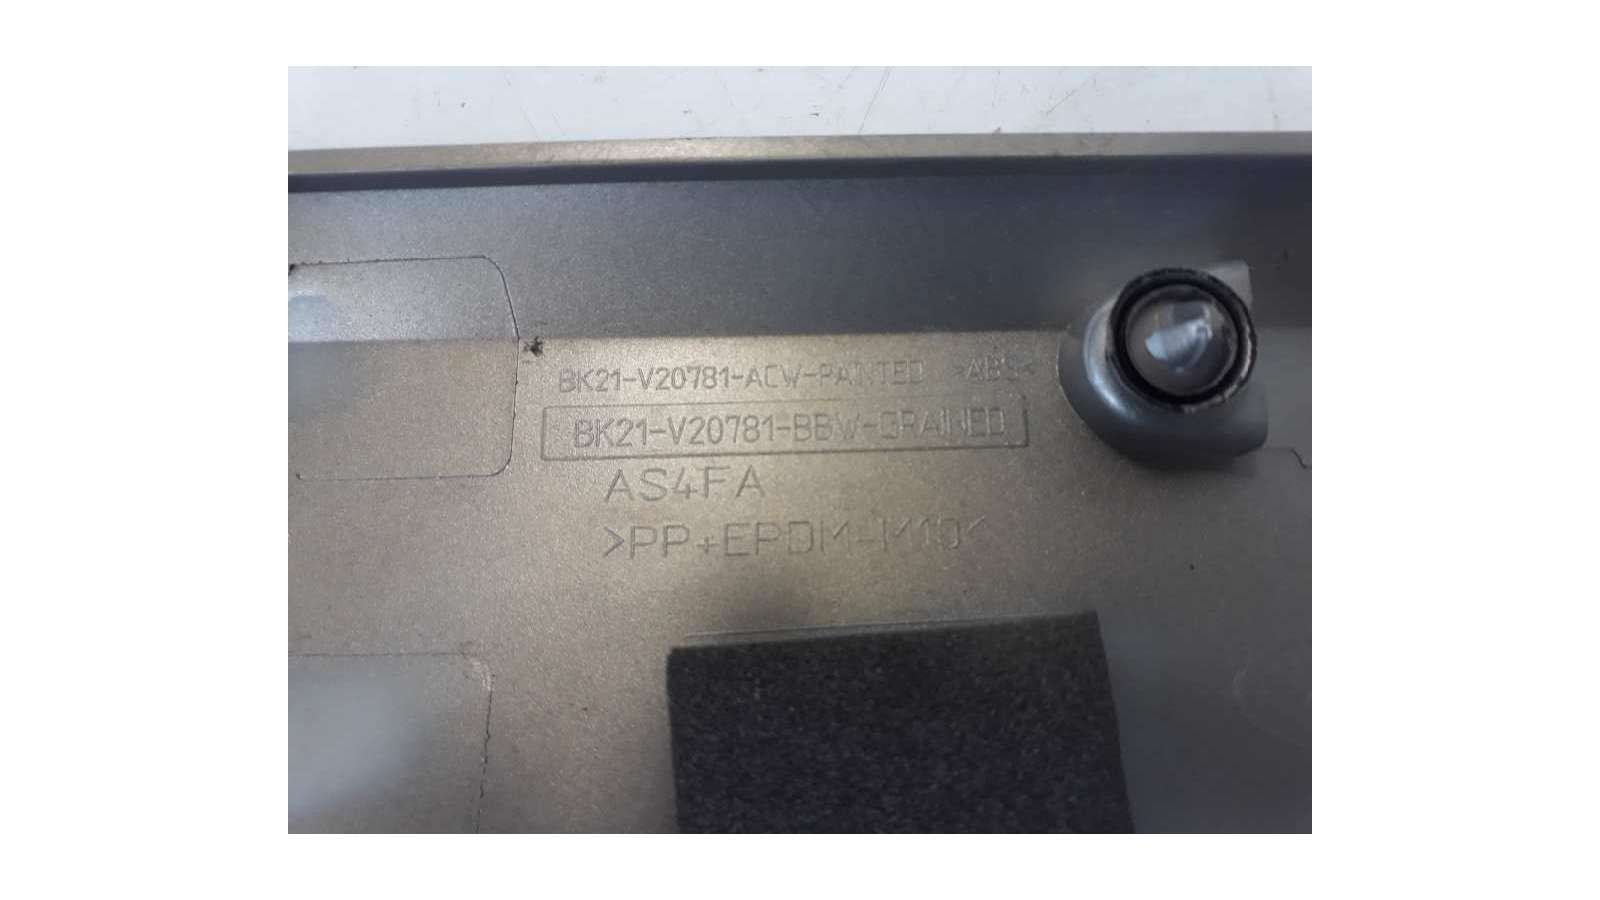 BK21-V20781-ACW-PAINTED >ABS<
BK21-V20781-BBW-GRAINED
AS4FA
>PP+EPDM-M10<